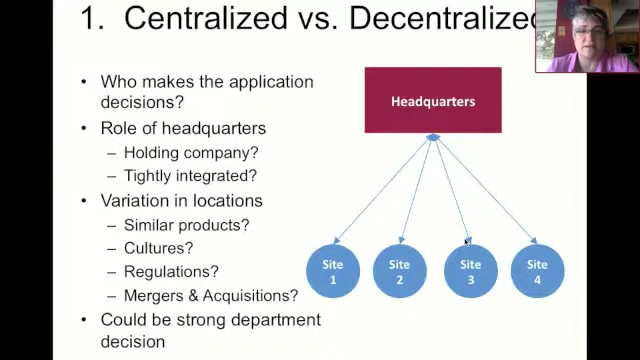 1. Centralized vs. Decentralized
• Who makes the application
decisions?
• Role of headquarters
– Holding company?
– Tightly integrated?
• Variation in locations
– Similar products?
– Cultures?
– Regulations?
– Mergers & Acquisitions?
• Could be strong department
decision
Headquarters
Site
1
Site
2
Site
3
Site
4